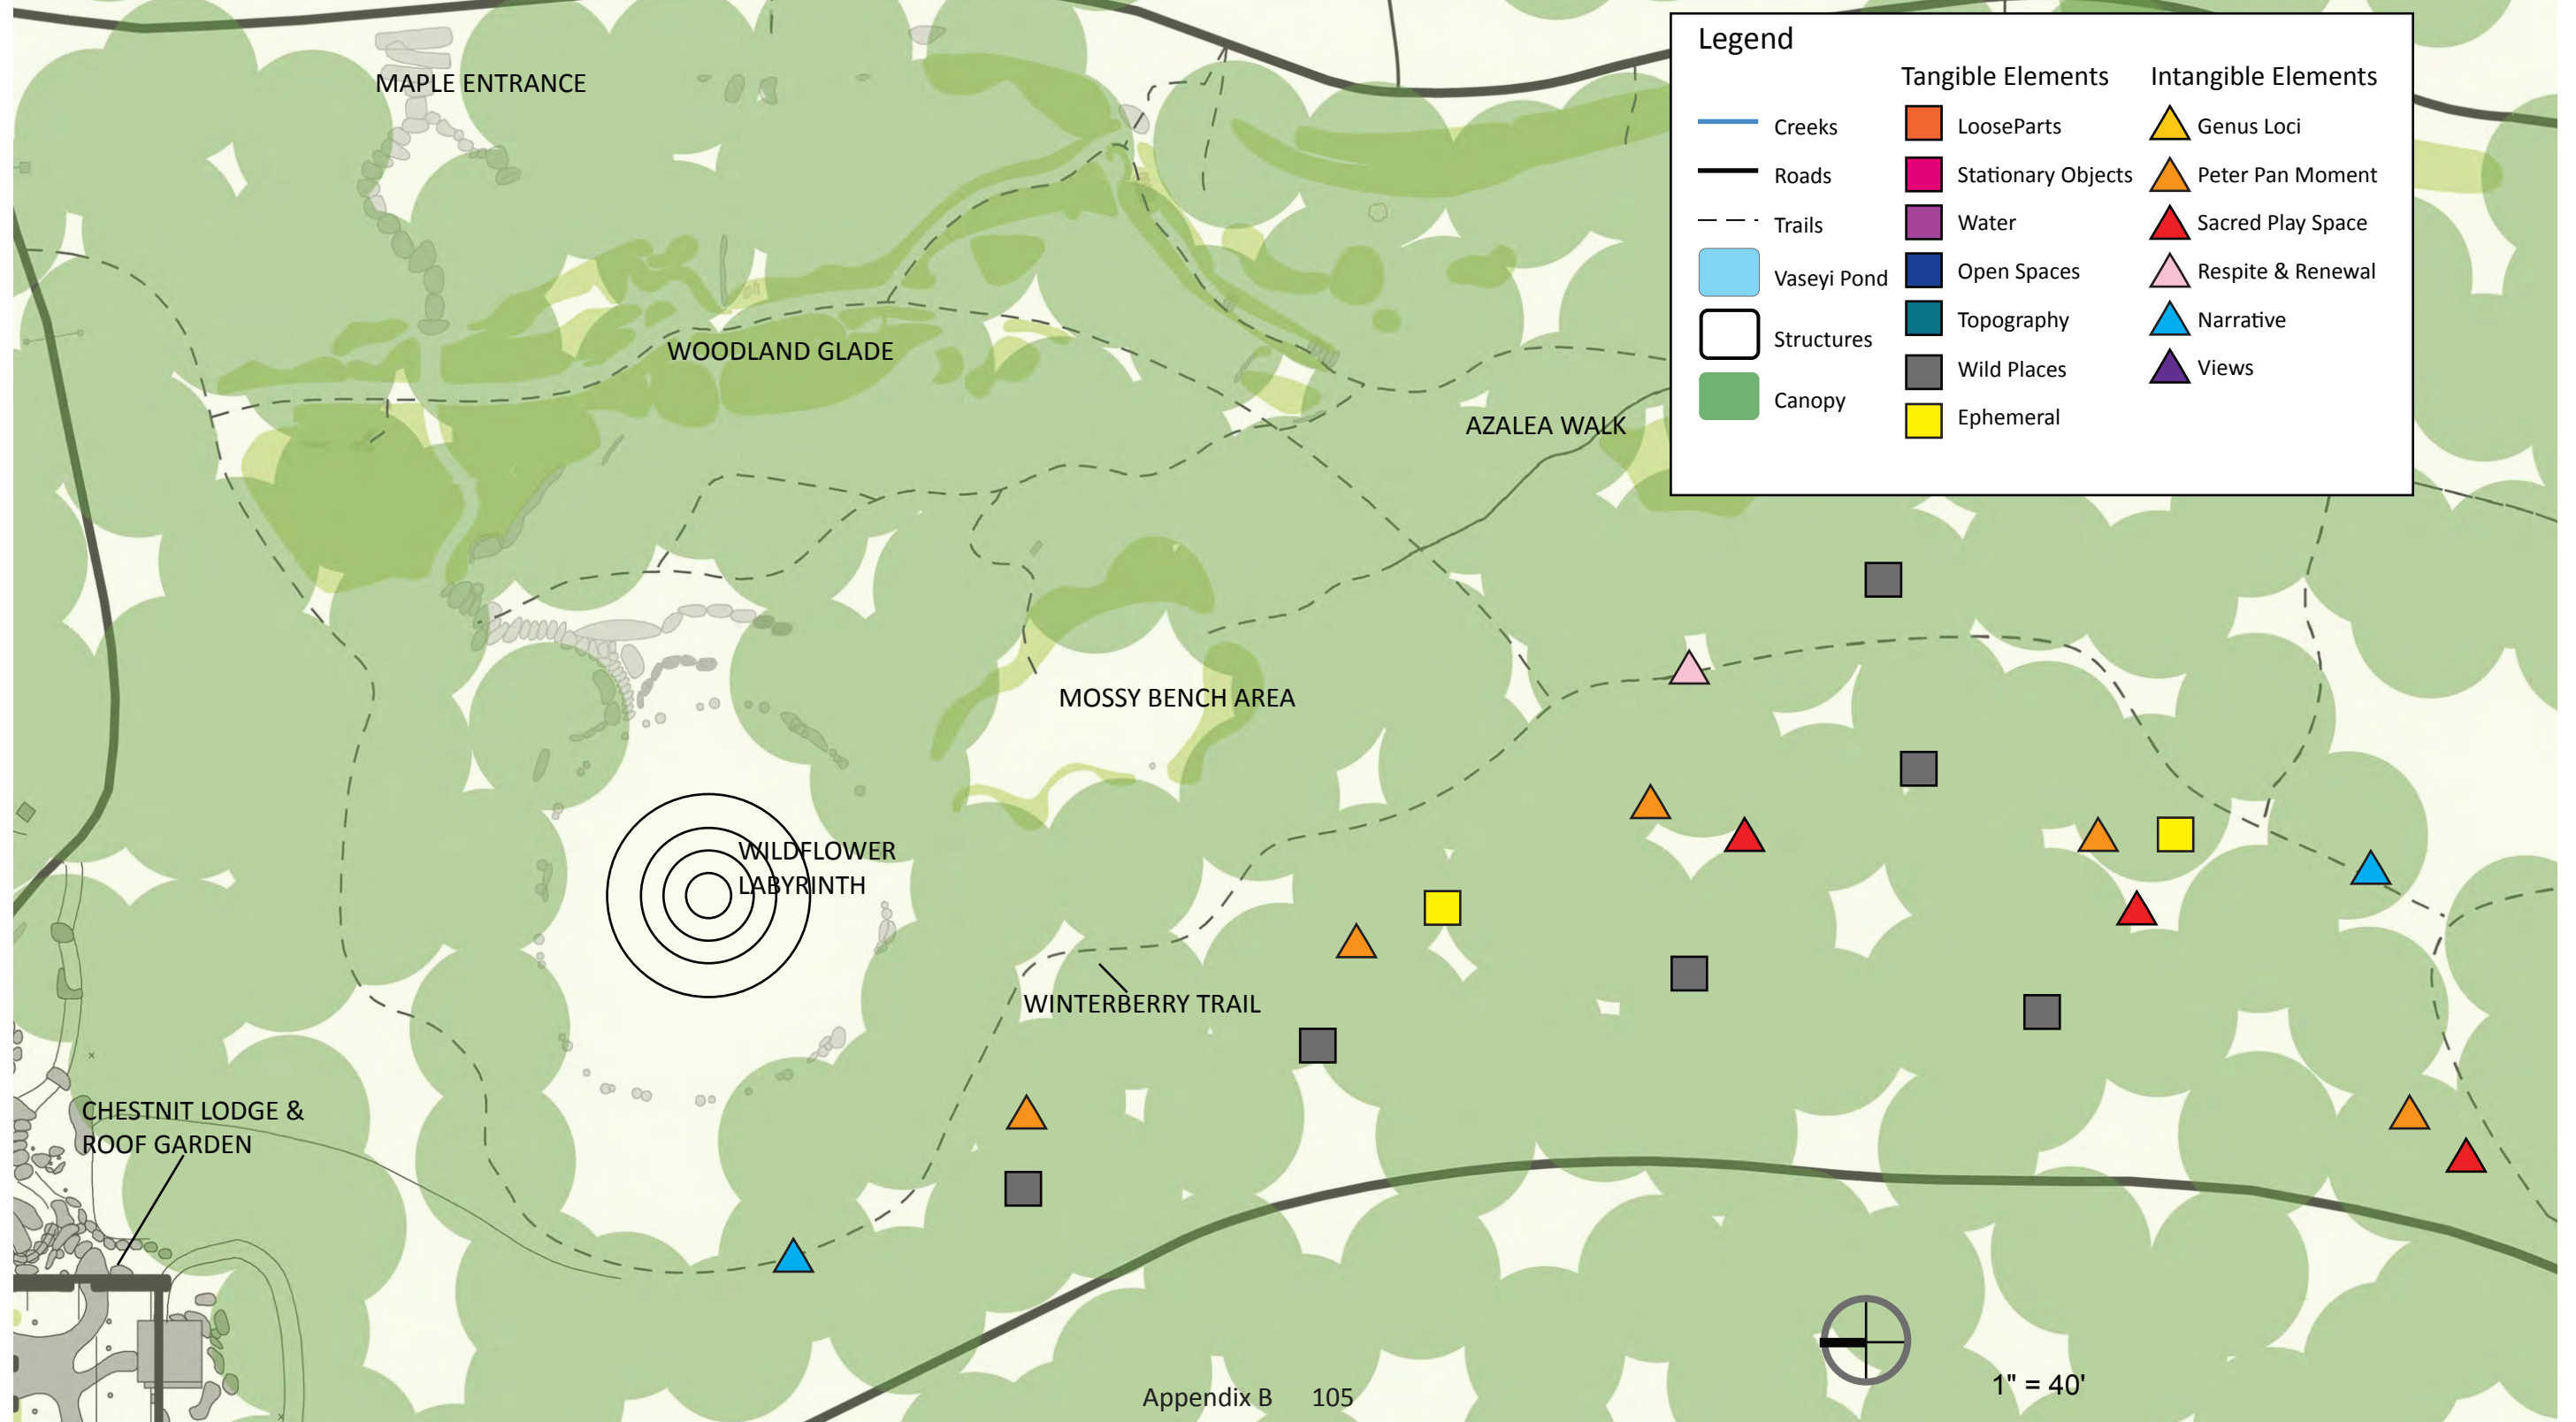 MAPLE ENTRANCE
WOODLAND GLADE
AZALEA WALK
MOSSY BENCH AREA
WILDFLOWER
LABYRINTH
WINTERBERRY TRAIL
CHESTNIT LODGE &
ROOF GARDEN
Legend
Creeks
Roads
Trails
Vaseyi Pond
Structures
Canopy
Tangible Elements
LooseParts
Stationary Objects
Water
Open Spaces
Topography
Wild Places
Ephemeral
Intangible Elements
Genus Loci
Peter Pan Moment
Sacred Play Space
Respite & Renewal
Narrative
Views
1" = 40'
Appendix B 105